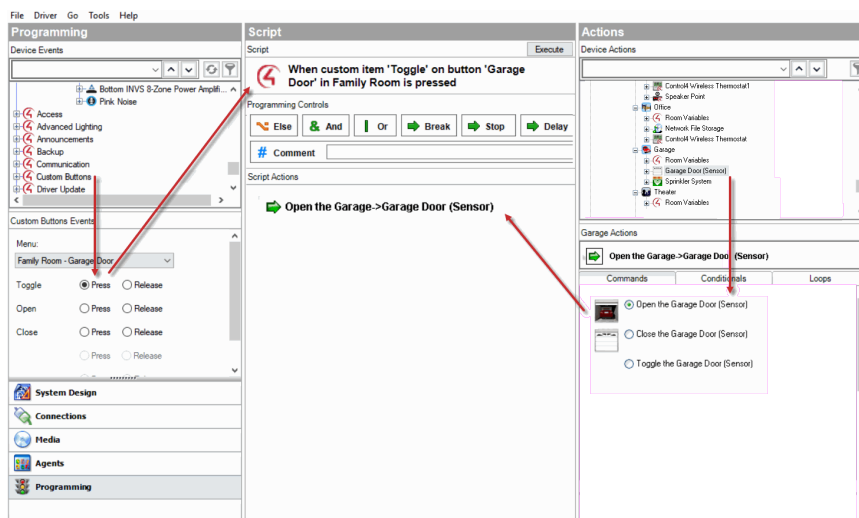 File Driver Go Tools Help
Programming
Device Events
Bottom INVS 8-Zone Power Amplifi...
Pink Noise
Access
Advanced Lighting
Announcements
Backup
Communication
Custom Buttons
Driver Update
Custom Buttons Events
Menu:
Family Room - Garage Door
Toggle Press Release
Open Press Release
Close Press Release
Press Release
System Design
Connections
Media
Agents
Programming
Script
Script Execute
When custom item 'Toggle' on button 'Garage
Door' in Family Room is pressed
Programming Controls
Else & And Or Break Stop Delay
# Comment
Script Actions
Open the Garage->Garage Door (Sensor)
Actions
Device Actions
Control4 Wireless Thermostat1
Speaker Point
Office
Room Variables
Network File Storage
Control4 Wireless Thermostat
Garage
Room Variables
Garage Door (Sensor)
Sprinkler System
Theater
Room Variables
Garage Actions
Open the Garage->Garage Door (Sensor)
Commands Conditionals Loops
Open the Garage Door (Sensor)
Close the Garage Door (Sensor)
Toggle the Garage Door (Sensor)